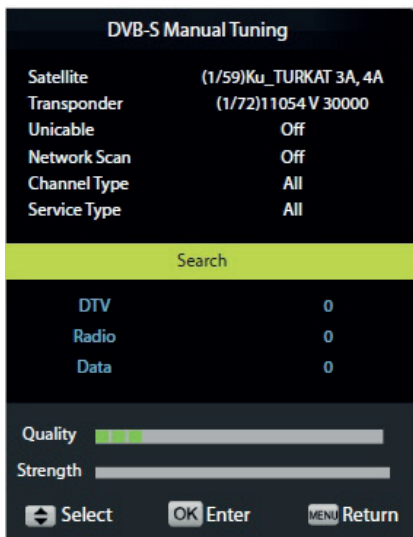 DVB-S Manual Tuning
Satellite (1/59)Ku_TURKAT 3A, 4A
Transponder (1/72)11054 V 30000
Unicable Off
Network Scan Off
Channel Type All
Service Type All
Search
DTV 0
Radio 0
Data 0
Quality
Strength
Select OK Enter MENU Return